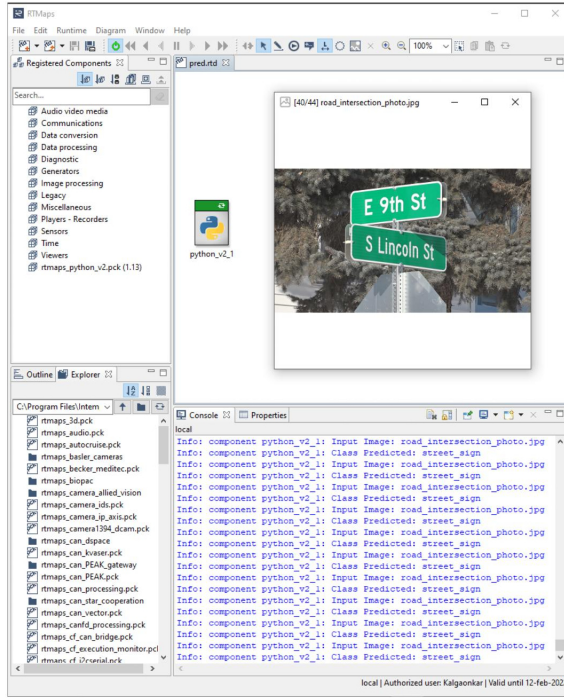 RTMaps
File Edit Runtime Diagram Window Help
100%
Registered Components
pred.rtd
Search...
Audio video media
Communications
Data conversion
Data processing
Diagnostic
Generators
Image processing
Legacy
Miscellaneous
Players - Recorders
Sensors
Time
Viewers
rtmaps_python_v2.pck (1.13)
python_v2_1
[40/44] road_intersection_photo.jpg
E 9th St
S Lincoln St
Outline Explorer
C:\Program Files\Intem
rtmaps_3d.pck
rtmaps_audio.pck
rtmaps_autocruise.pck
rtmaps_basler_cameras
rtmaps_becker_meditec.pck
rtmaps_biopac
rtmaps_camera_allied_vision
rtmaps_camera_ids.pck
rtmaps_camera_ip_axis.pck
rtmaps_camera1394_dcam.pck
rtmaps_can_dspace
rtmaps_can_kvaser.pck
rtmaps_can_PEAK_gateway
rtmaps_can_PEAK.pck
rtmaps_can_processing.pck
rtmaps_can_star_cooperation
rtmaps_can_vector.pck
rtmaps_canfd_processing.pck
rtmaps_cf_can_bridge.pck
rtmaps_cf_execution_monitor.pcl
rtmaps_cf_i2cserial.pck
Console Properties
local
Info: component python_v2_1: Input Image: road_intersection_photo.jpg
Info: component python_v2_1: Class Predicted: street_sign
Info: component python_v2_1: Input Image: road_intersection_photo.jpg
Info: component python_v2_1: Class Predicted: street_sign
Info: component python_v2_1: Input Image: road_intersection_photo.jpg
Info: component python_v2_1: Class Predicted: street_sign
Info: component python_v2_1: Input Image: road_intersection_photo.jpg
Info: component python_v2_1: Class Predicted: street_sign
Info: component python_v2_1: Input Image: road_intersection_photo.jpg
Info: component python_v2_1: Class Predicted: street_sign
Info: component python_v2_1: Input Image: road_intersection_photo.jpg
Info: component python_v2_1: Class Predicted: street_sign
Info: component python_v2_1: Input Image: road_intersection_photo.jpg
Info: component python_v2_1: Class Predicted: street_sign
Info: component python_v2_1: Input Image: road_intersection_photo.jpg
Info: component python_v2_1: Class Predicted: street_sign
Info: component python_v2_1: Input Image: road_intersection_photo.jpg
Info: component python_v2_1: Class Predicted: street_sign
Info: component python_v2_1: Input Image: road_intersection_photo.jpg
Info: component python_v2_1: Class Predicted: street_sign
local | Authorized user: Kalgaonkar | Valid until 12-feb-202